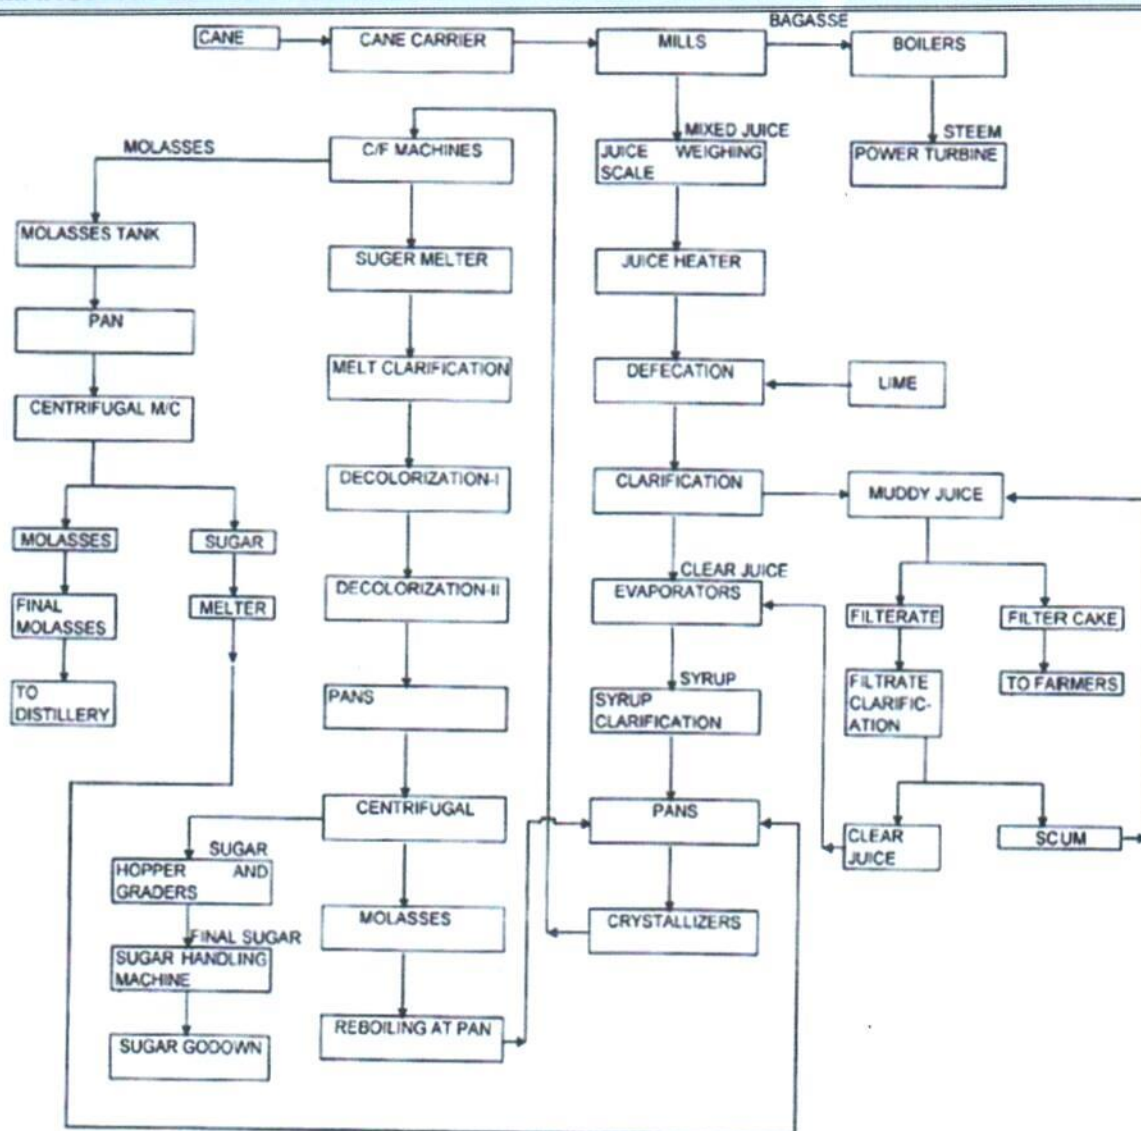 CANE
CANE CARRIER
MILLS
BAGASSE
BOILERS
MIXED JUICE
JUICE WEIGHING
SCALE
STEEM
POWER TURBINE
C/F MACHINES
MOLASSES
MOLASSES TANK
SUGER MELTER
JUICE HEATER
PAN
MELT CLARIFICATION
DEFECATION
LIME
CENTRIFUGAL M/C
DECOLORIZATION-I
CLARIFICATION
MUDDY JUICE
MOLASSES
SUGAR
CLEAR JUICE
DECOLORIZATION-II
EVAPORATORS
FINAL
MOLASSES
MELTER
FILTERATE
FILTER CAKE
TO
DISTILLERY
PANS
SYRUP
SYRUP
CLARIFICATION
FILTRATE
CLARIFIC-
ATION
TO FAIRMERS
CENTRIFUGAL
PANS
CLEAR
JUICE
SCUM
SUGAR
HOPPER AND
GRADERS
MOLASSES
CRYSTALLIZERS
FINAL SUGAR
SUGAR HANDLING
MACHINE
REBOILING AT PAN
SUGAR GODOWN